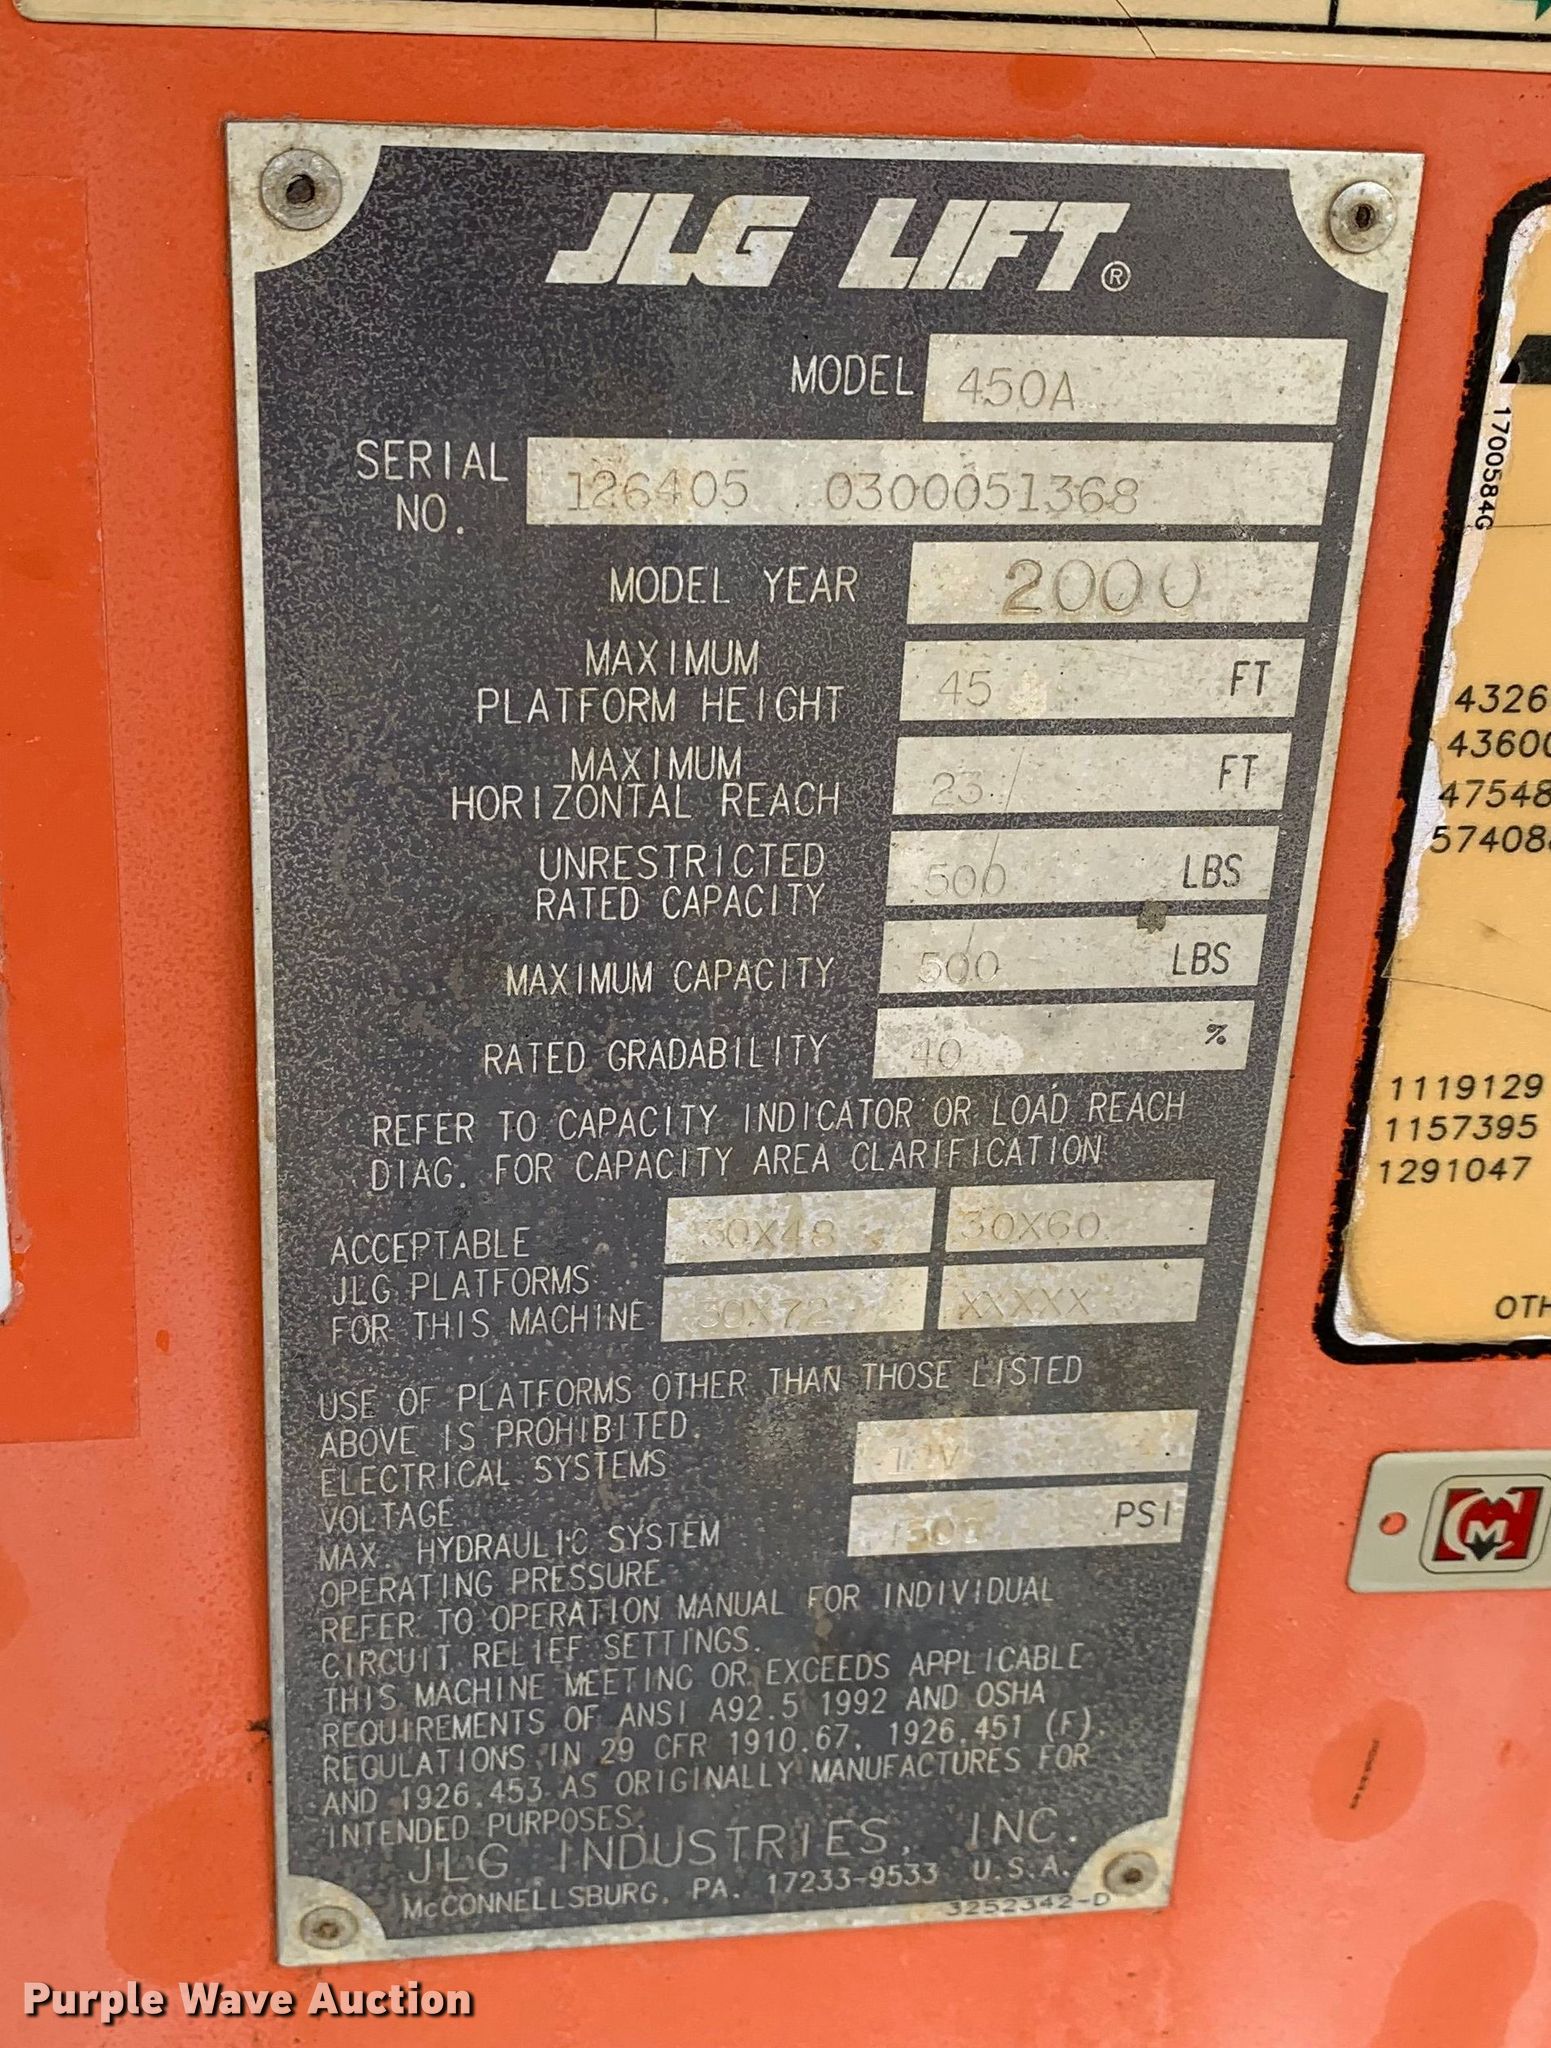 JLG LIFT®
MODEL 450A
SERIAL NO. 126405 0300051368
MODEL YEAR 2000
MAXIMUM PLATFORM HEIGHT 45 FT
MAXIMUM HORIZONTAL REACH 23 FT
UNRESTRICTED RATED CAPACITY 500 LBS
MAXIMUM CAPACITY 500 LBS
RATED GRADABILITY 40 %
REFER TO CAPACITY INDICATOR OR LOAD REACH
DIAG. FOR CAPACITY AREA CLARIFICATION
ACCEPTABLE
JLG PLATFORMS
FOR THIS MACHINE
30X48 30X60
30X72 XXXXX
USE OF PLATFORMS OTHER THAN THOSE LISTED
ABOVE IS PROHIBITED.
ELECTRICAL SYSTEMS
VOLTAGE 12V
MAX. HYDRAULIC SYSTEM
OPERATING PRESSURE PSI
REFER TO OPERATION MANUAL FOR INDIVIDUAL
CIRCUIT RELIEF SETTINGS.
THIS MACHINE MEETING OR EXCEEDS APPLICABLE
REQUIREMENTS OF ANSI A92.5 1992 AND OSHA
REGULATIONS IN 29 CFR 1910.67, 1926.451 (F).
AND 1926.453 AS ORIGINALLY MANUFACTURES FOR
INTENDED PURPOSES.
JLG INDUSTRIES, INC.
McCONNELLSBURG, PA. 17233-9533 U.S.A.
3252342-D
1700584G
4326
4360
47548
57408
1119129
1157395
1291047
OTH
Purple Wave Auction